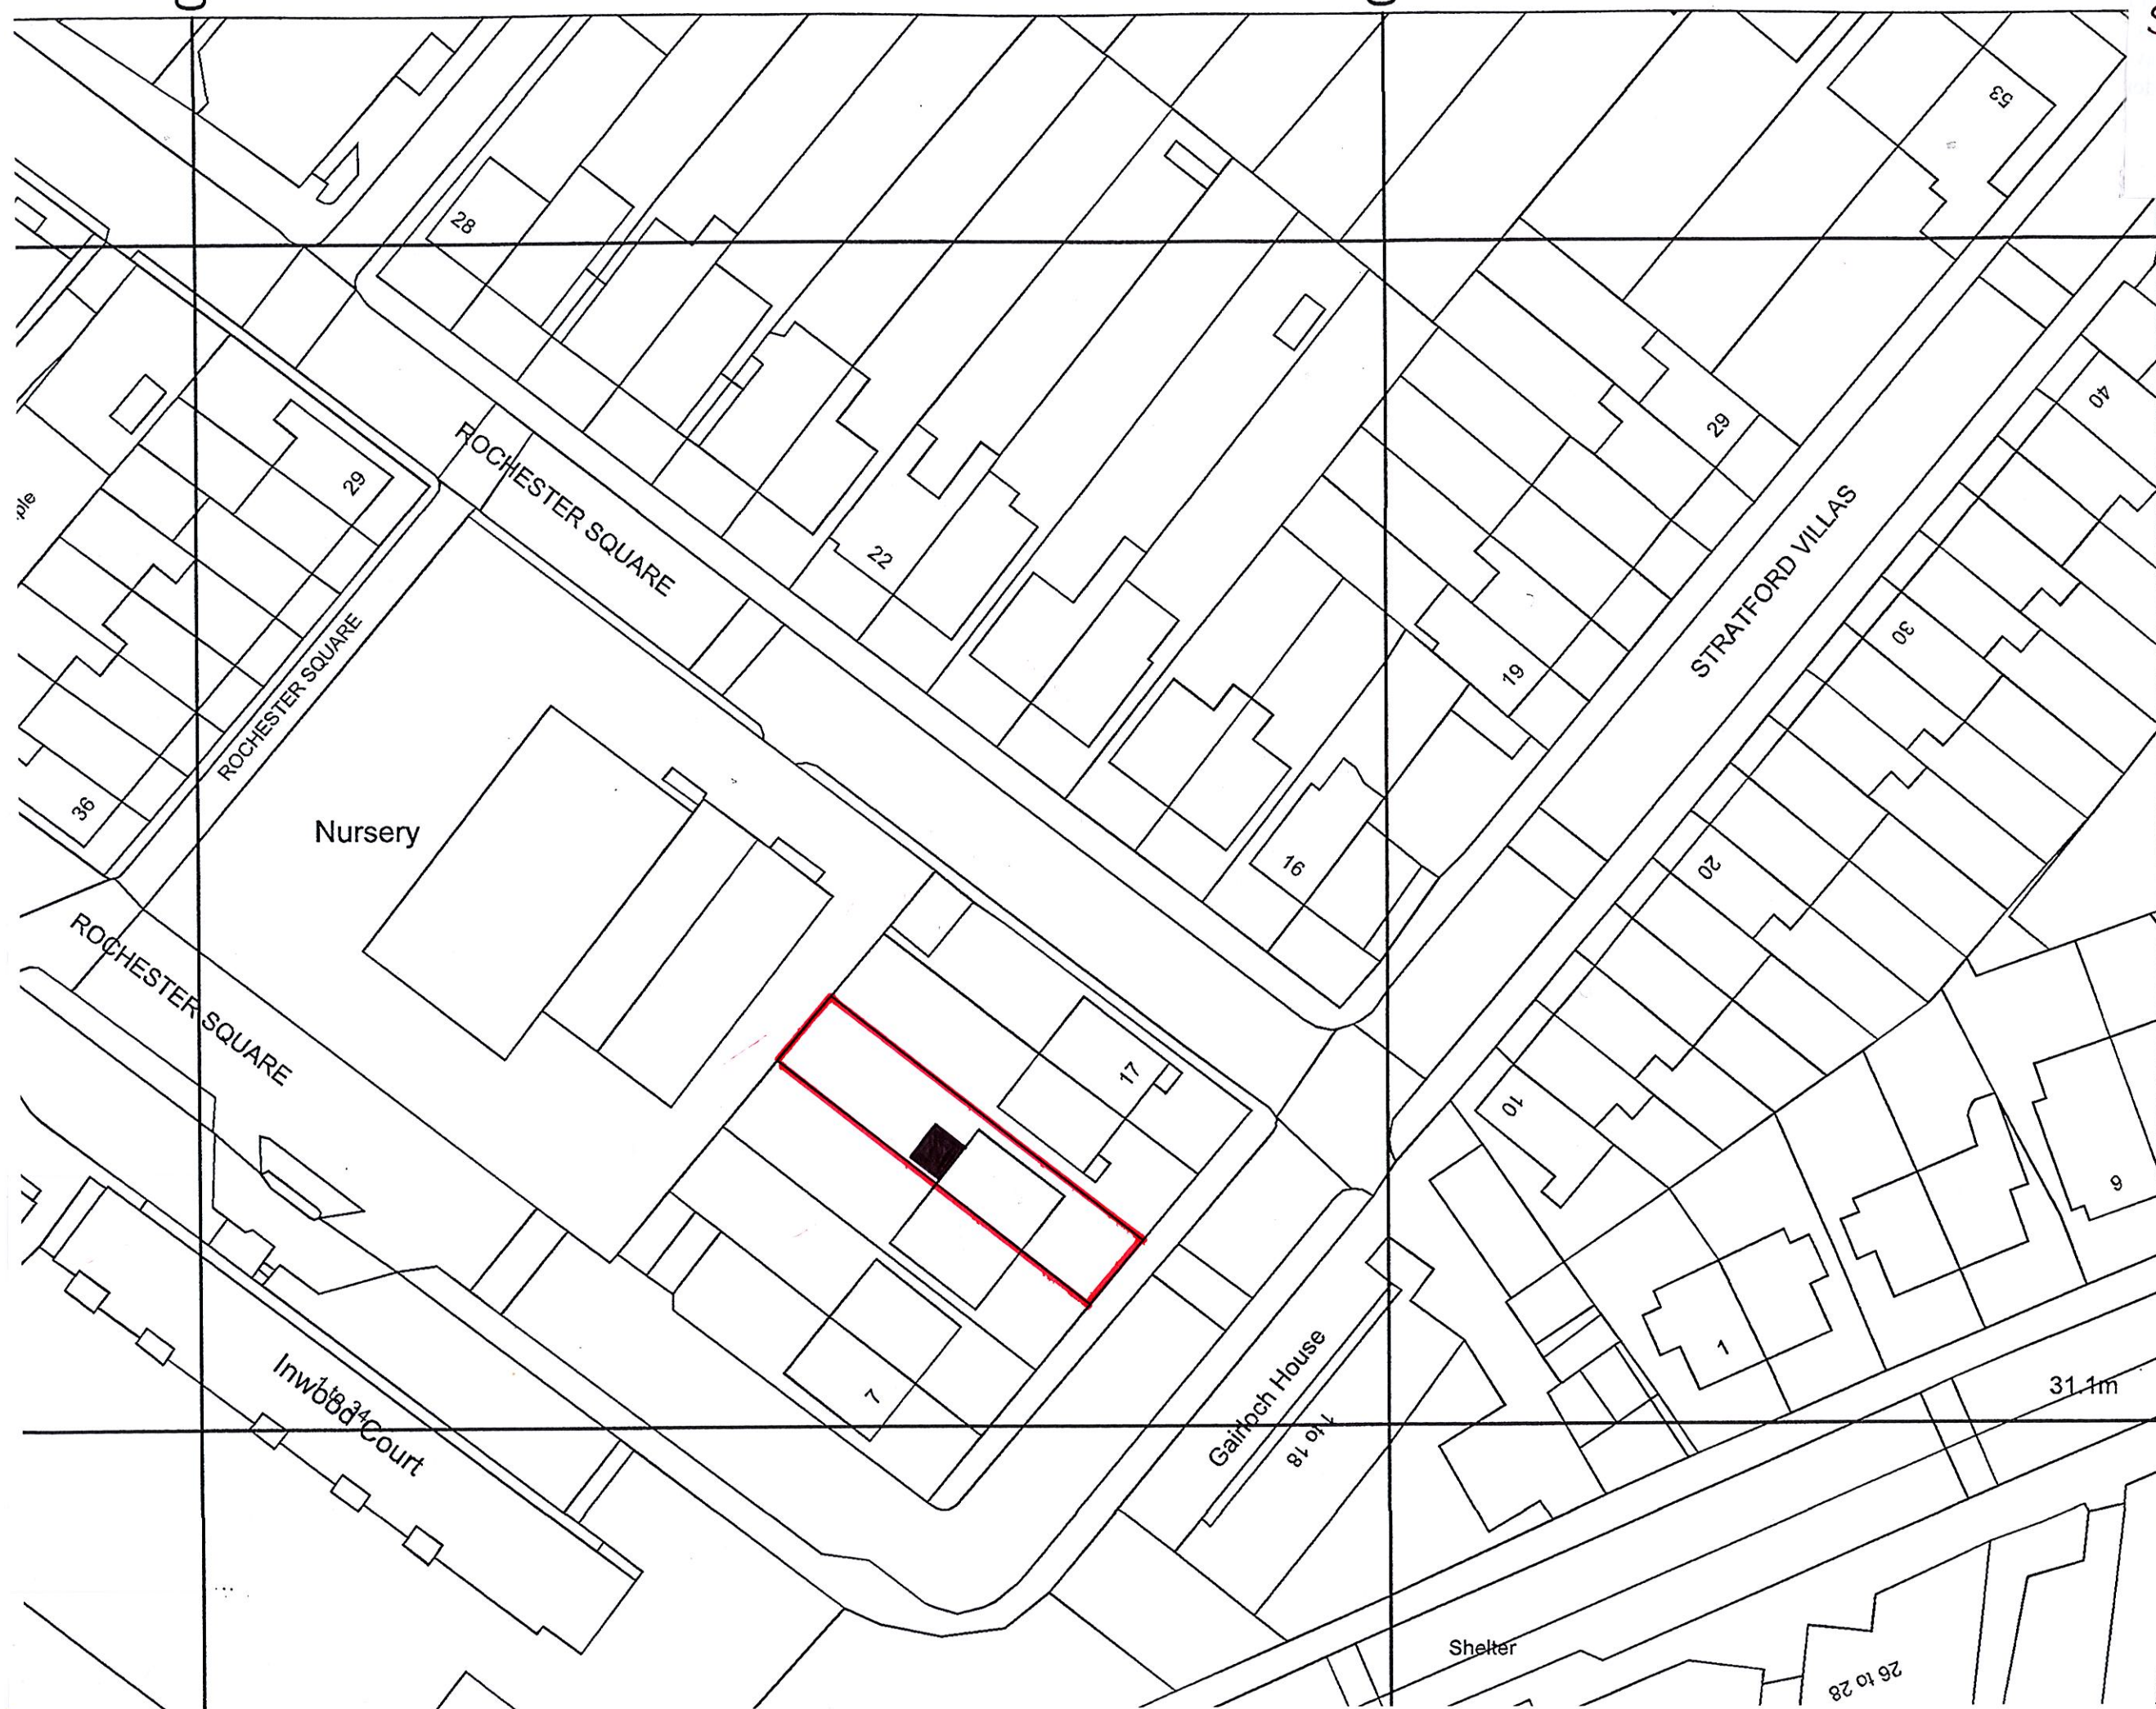 53
28
40
29
ROCHESTER SQUARE
29
STRATFORD VILLAS
22
30
19
ROCHESTER SQUARE
36
Nursery
16
20
ROCHESTER SQUARE
17
10
9
1
7
Gairloch House
1 to 18
31.1m
Inwood Court
1 to 34
Shelter
26 to 28